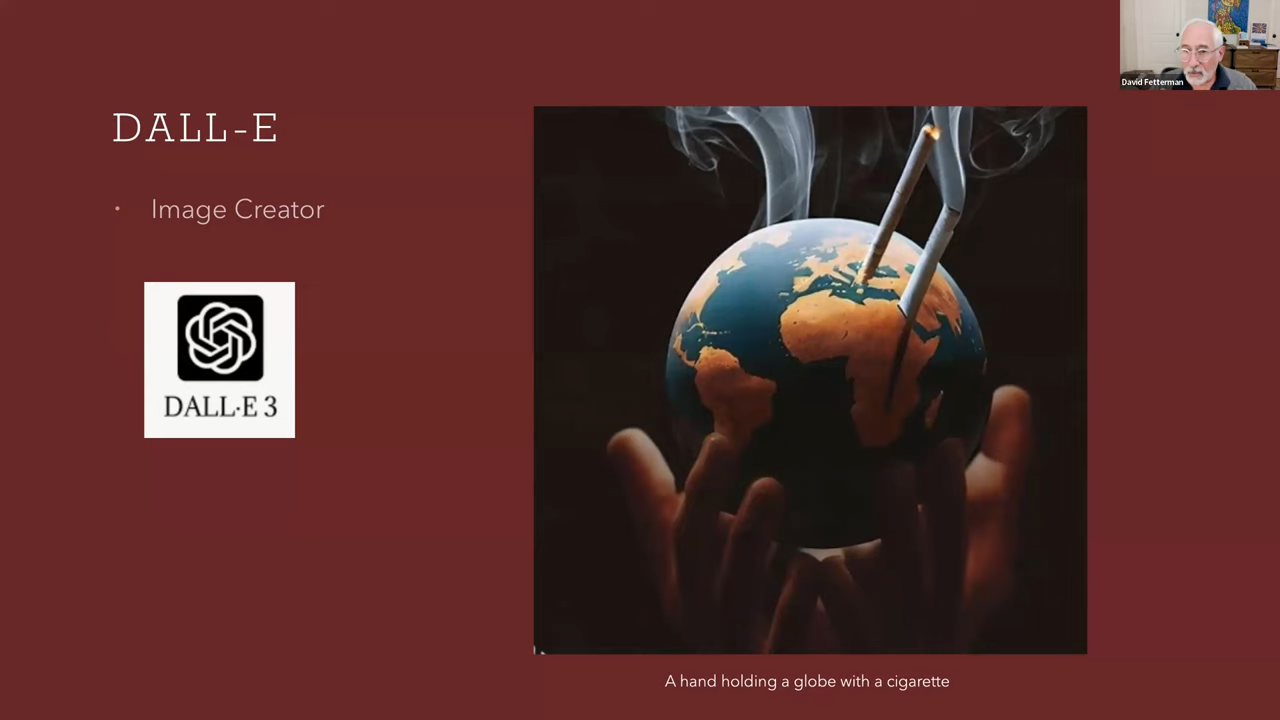 DALL-E
• Image Creator
DALL·E 3
A hand holding a globe with a cigarette
David Fetterman